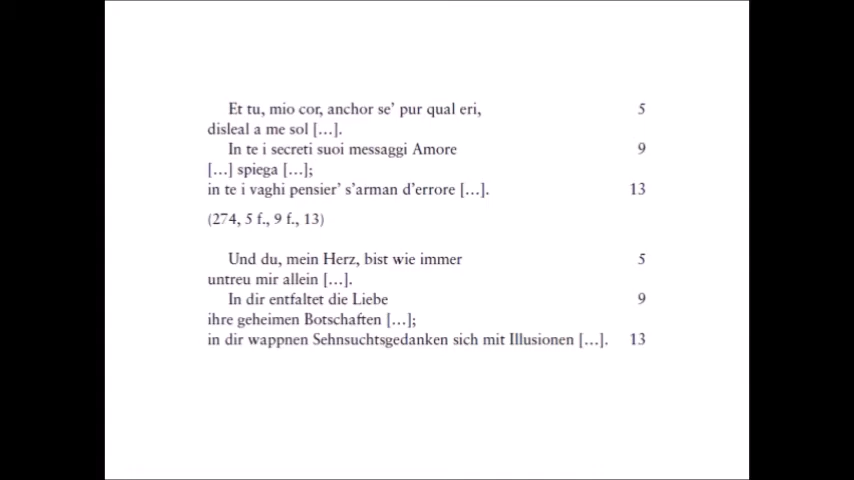 Et tu, mio cor, anchor se' pur qual eri, 5
disleal a me sol [...].
In te i secreti suoi messaggi Amore 9
[...] spiega [...];
in te i vaghi pensier' s'arman d'errore [...]. 13
(274, 5 f., 9 f., 13)
Und du, mein Herz, bist wie immer 5
untreu mir allein [...].
In dir entfaltet die Liebe 9
ihre geheimen Botschaften [...];
in dir wappnen Sehnsuchtsgedanken sich mit Illusionen [...]. 13